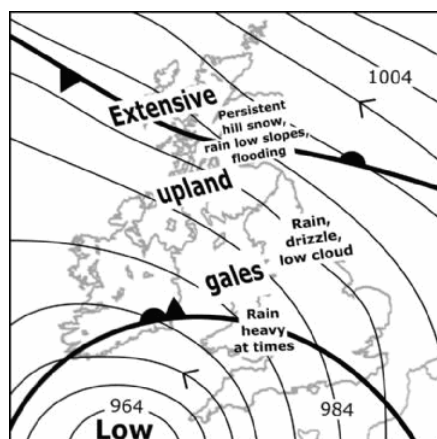 1004
Extensive
Persistent
hill snow,
rain low slopes,
flooding
upland
Rain,
drizzle,
low cloud
gales
Rain
heavy
at times
964
984
Low